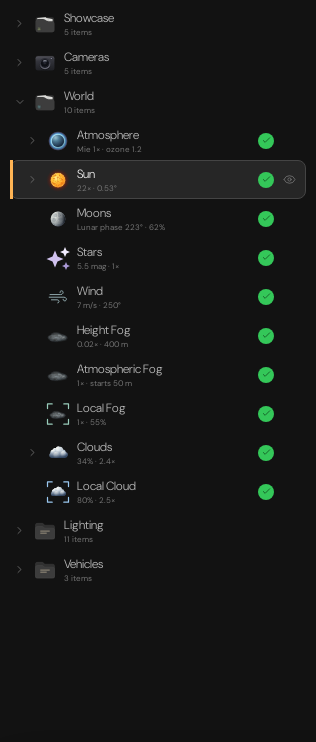 Showcase
5 items
Cameras
5 items
World
10 items
Atmosphere
Mie 1× · ozone 1.2
Sun
22× · 0.53°
Moons
Lunar phase 223° · 62%
Stars
5.5 mag · 1×
Wind
7 m/s · 250°
Height Fog
0.02× · 400 m
Atmospheric Fog
1× · starts 50 m
Local Fog
1× · 55%
Clouds
34% · 2.4×
Local Cloud
80% · 2.5×
Lighting
11 items
Vehicles
3 items